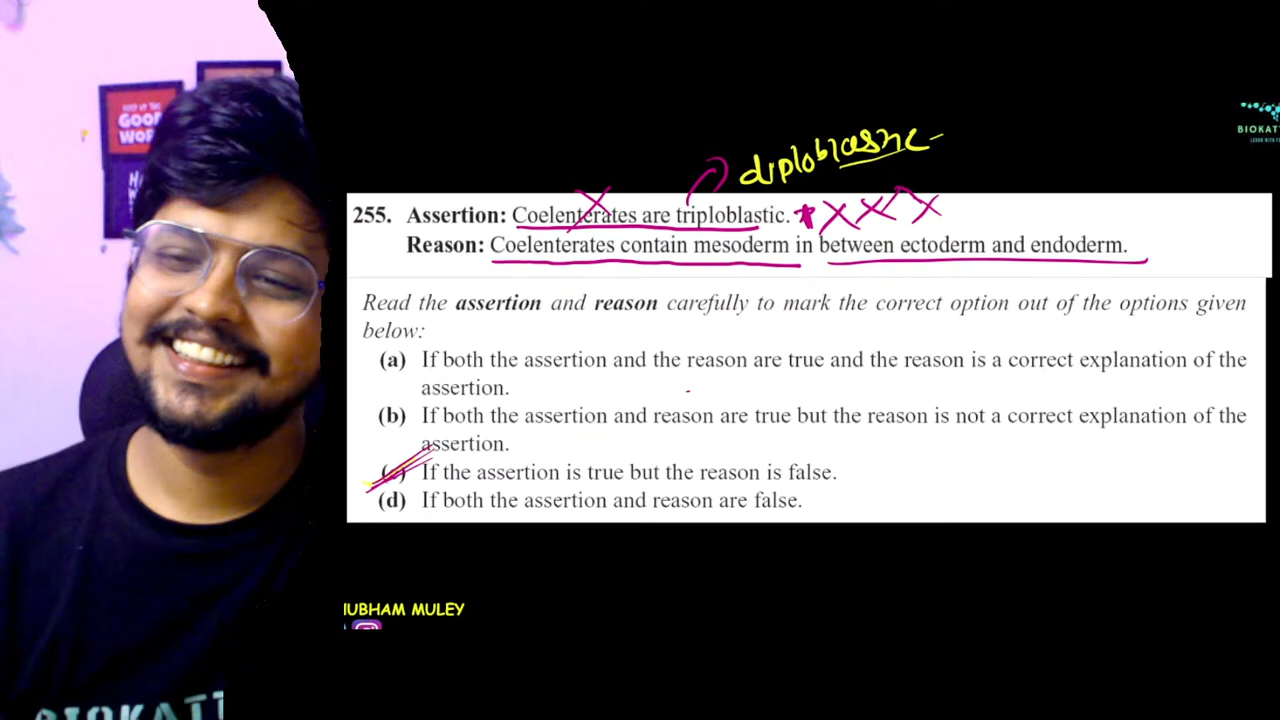 GOOD
BIOKAT
diploblastic
255. Assertion: Coelenterates are triploblastic.
Reason: Coelenterates contain mesoderm in between ectoderm and endoderm.
Read the assertion and reason carefully to mark the correct option out of the options given
below:
(a) If both the assertion and the reason are true and the reason is a correct explanation of the
assertion.
(b) If both the assertion and reason are true but the reason is not a correct explanation of the
assertion.
(c) If the assertion is true but the reason is false.
(d) If both the assertion and reason are false.
HUBHAM MULEY
BIOKATT